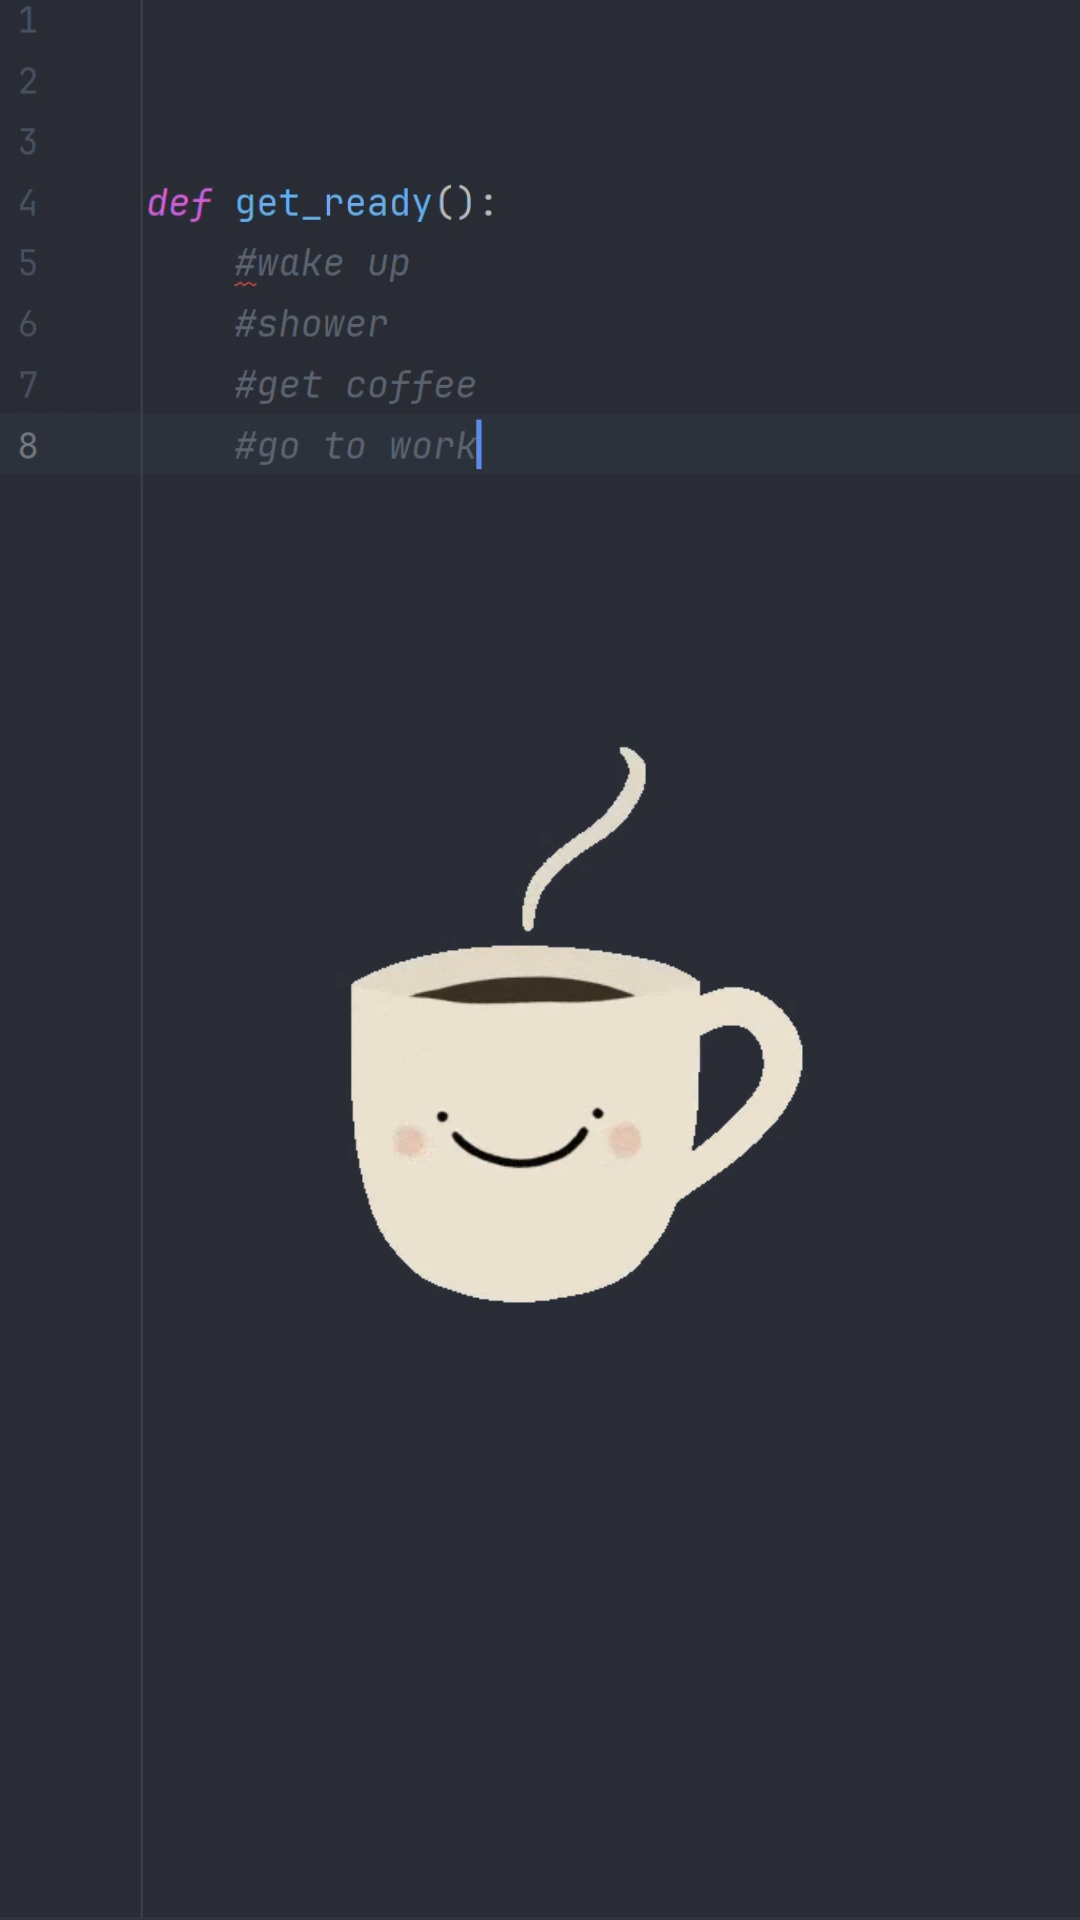 1
2
3
4 def get_ready():
5 #wake up
6 #shower
7 #get coffee
8 #go to work